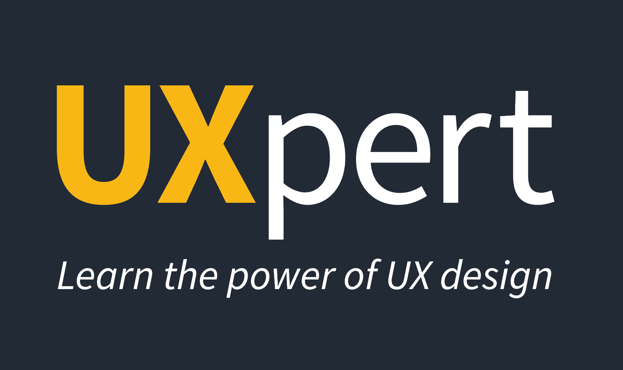 UXpert
Learn the power of UX design